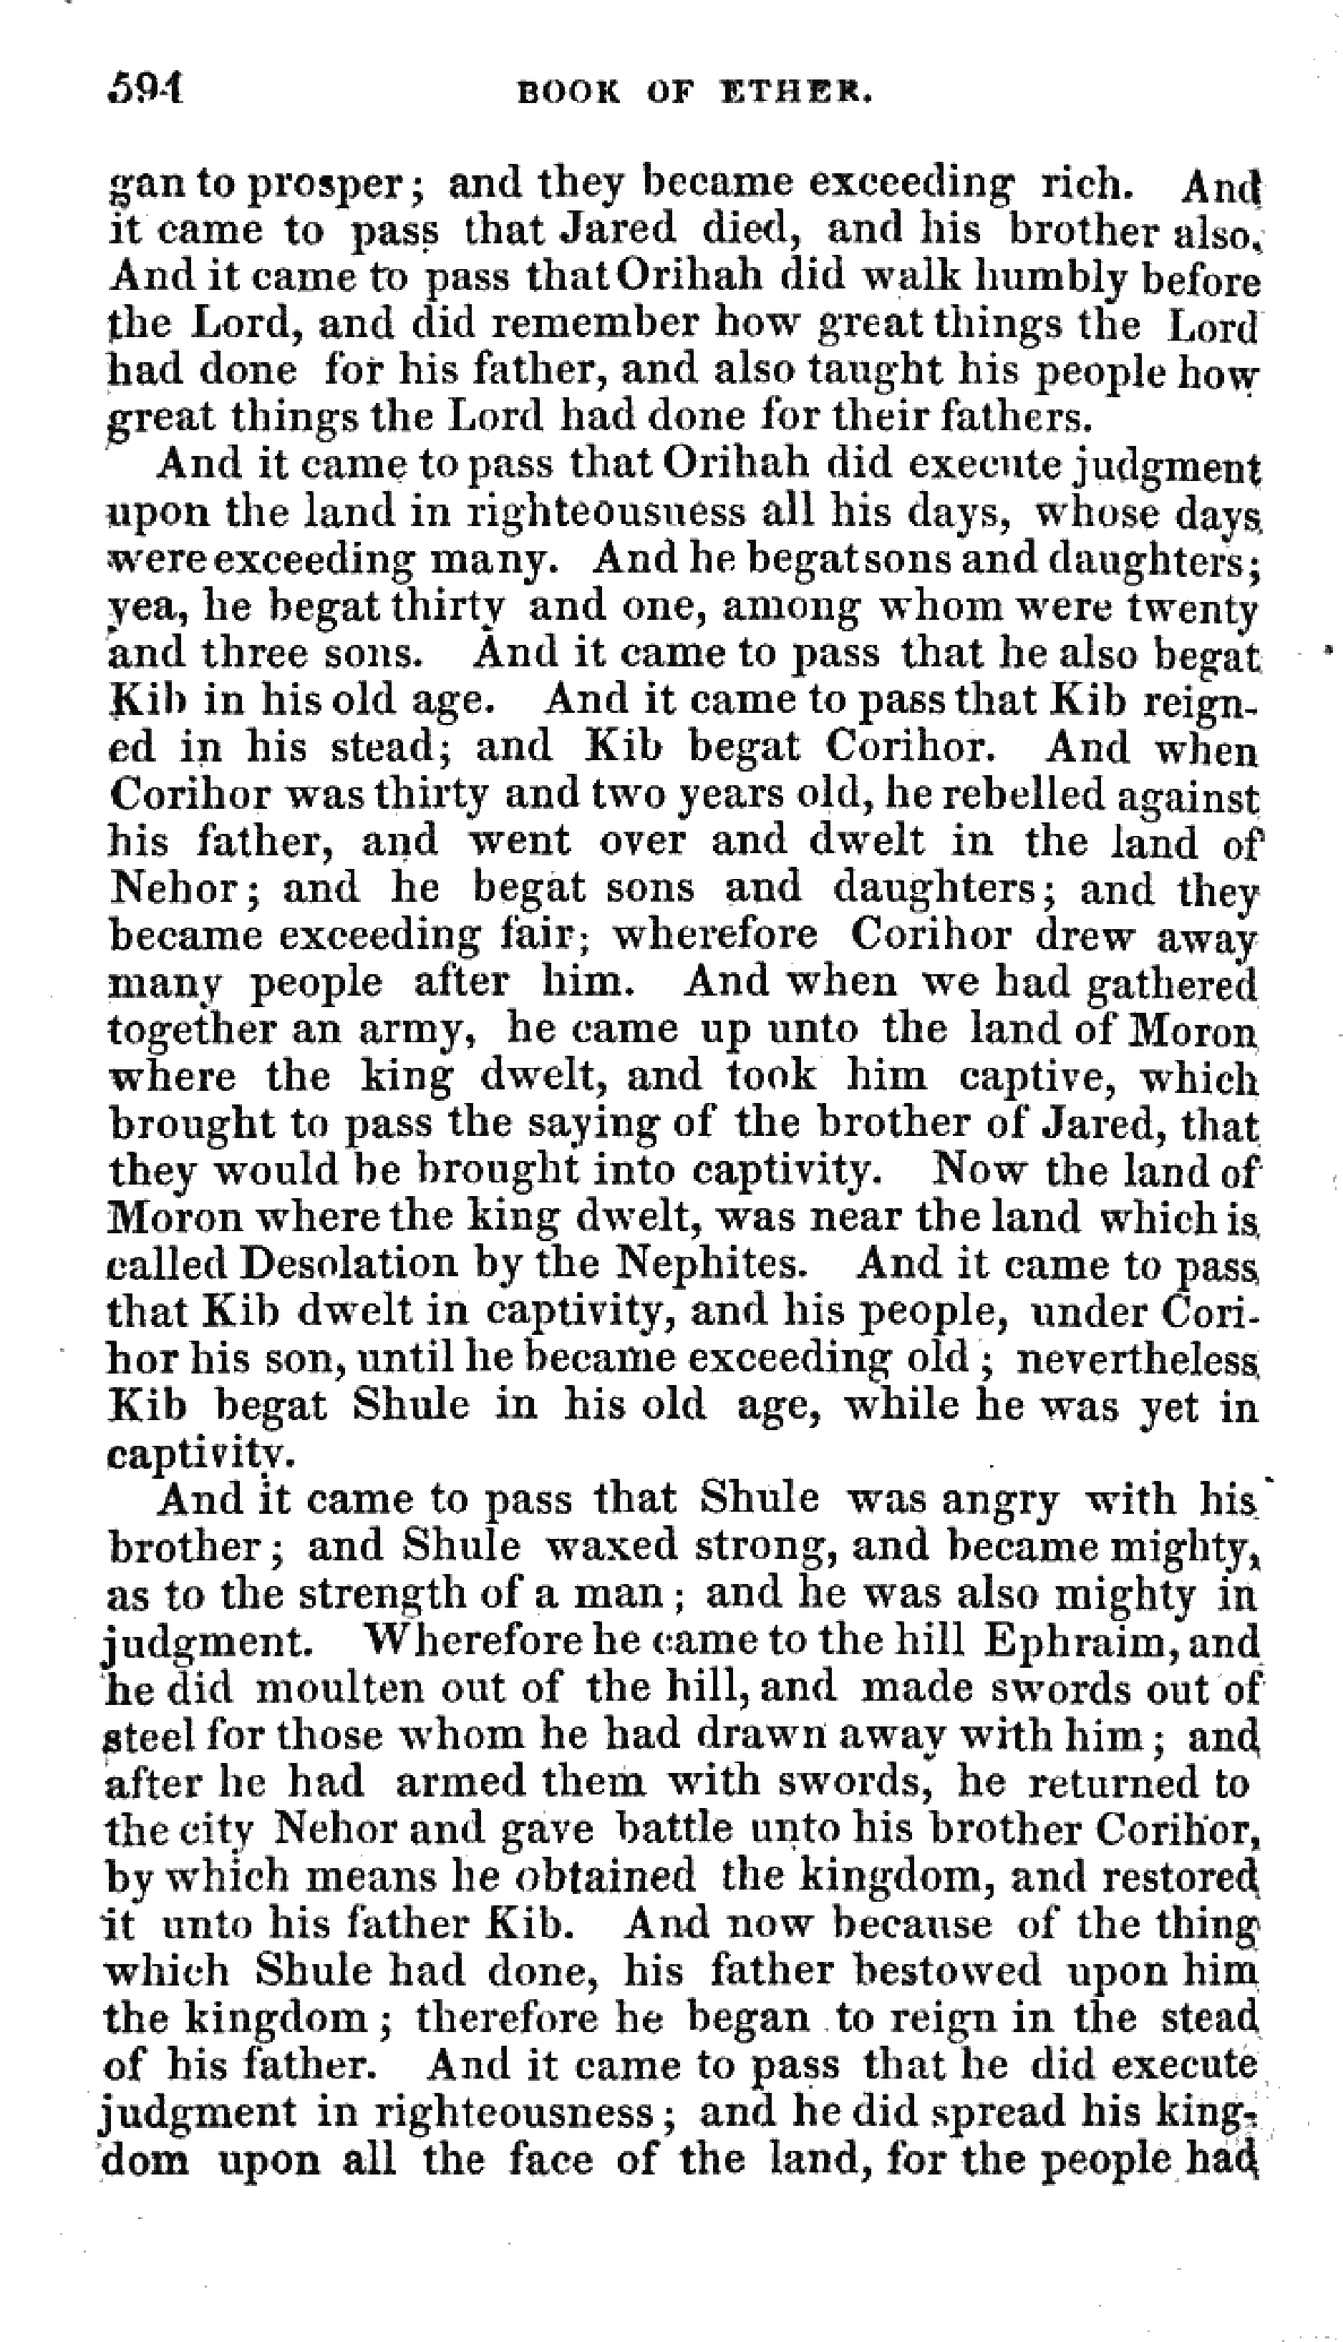 594 BOOK OF ETHER.
gan to prosper; and they became exceeding rich. And
it came to pass that Jared died, and his brother also.
And it came to pass that Orihah did walk humbly before
the Lord, and did remember how great things the Lord
had done for his father, and also taught his people how
great things the Lord had done for their fathers.
And it came to pass that Orihah did execute judgment
upon the land in righteousness all his days, whose days
were exceeding many. And he begat sons and daughters;
yea, he begat thirty and one, among whom were twenty
and three sons. And it came to pass that he also begat
Kib in his old age. And it came to pass that Kib reign-
ed in his stead; and Kib begat Corihor. And when
Corihor was thirty and two years old, he rebelled against
his father, and went over and dwelt in the land of
Nehor; and he begat sons and daughters; and they
became exceeding fair; wherefore Corihor drew away
many people after him. And when we had gathered
together an army, he came up unto the land of Moron
where the king dwelt, and took him captive, which
brought to pass the saying of the brother of Jared, that
they would be brought into captivity. Now the land of
Moron where the king dwelt, was near the land which is
called Desolation by the Nephites. And it came to pass
that Kib dwelt in captivity, and his people, under Cori-
hor his son, until he became exceeding old; nevertheless
Kib begat Shule in his old age, while he was yet in
captivity.
And it came to pass that Shule was angry with his
brother; and Shule waxed strong, and became mighty,
as to the strength of a man; and he was also mighty in
judgment. Wherefore he came to the hill Ephraim, and
he did moulten out of the hill, and made swords out of
steel for those whom he had drawn away with him; and
after he had armed them with swords, he returned to
the city Nehor and gave battle unto his brother Corihor,
by which means he obtained the kingdom, and restored
it unto his father Kib. And now because of the thing
which Shule had done, his father bestowed upon him
the kingdom; therefore he began to reign in the stead
of his father. And it came to pass that he did execute
judgment in righteousness; and he did spread his king-
dom upon all the face of the land, for the people had